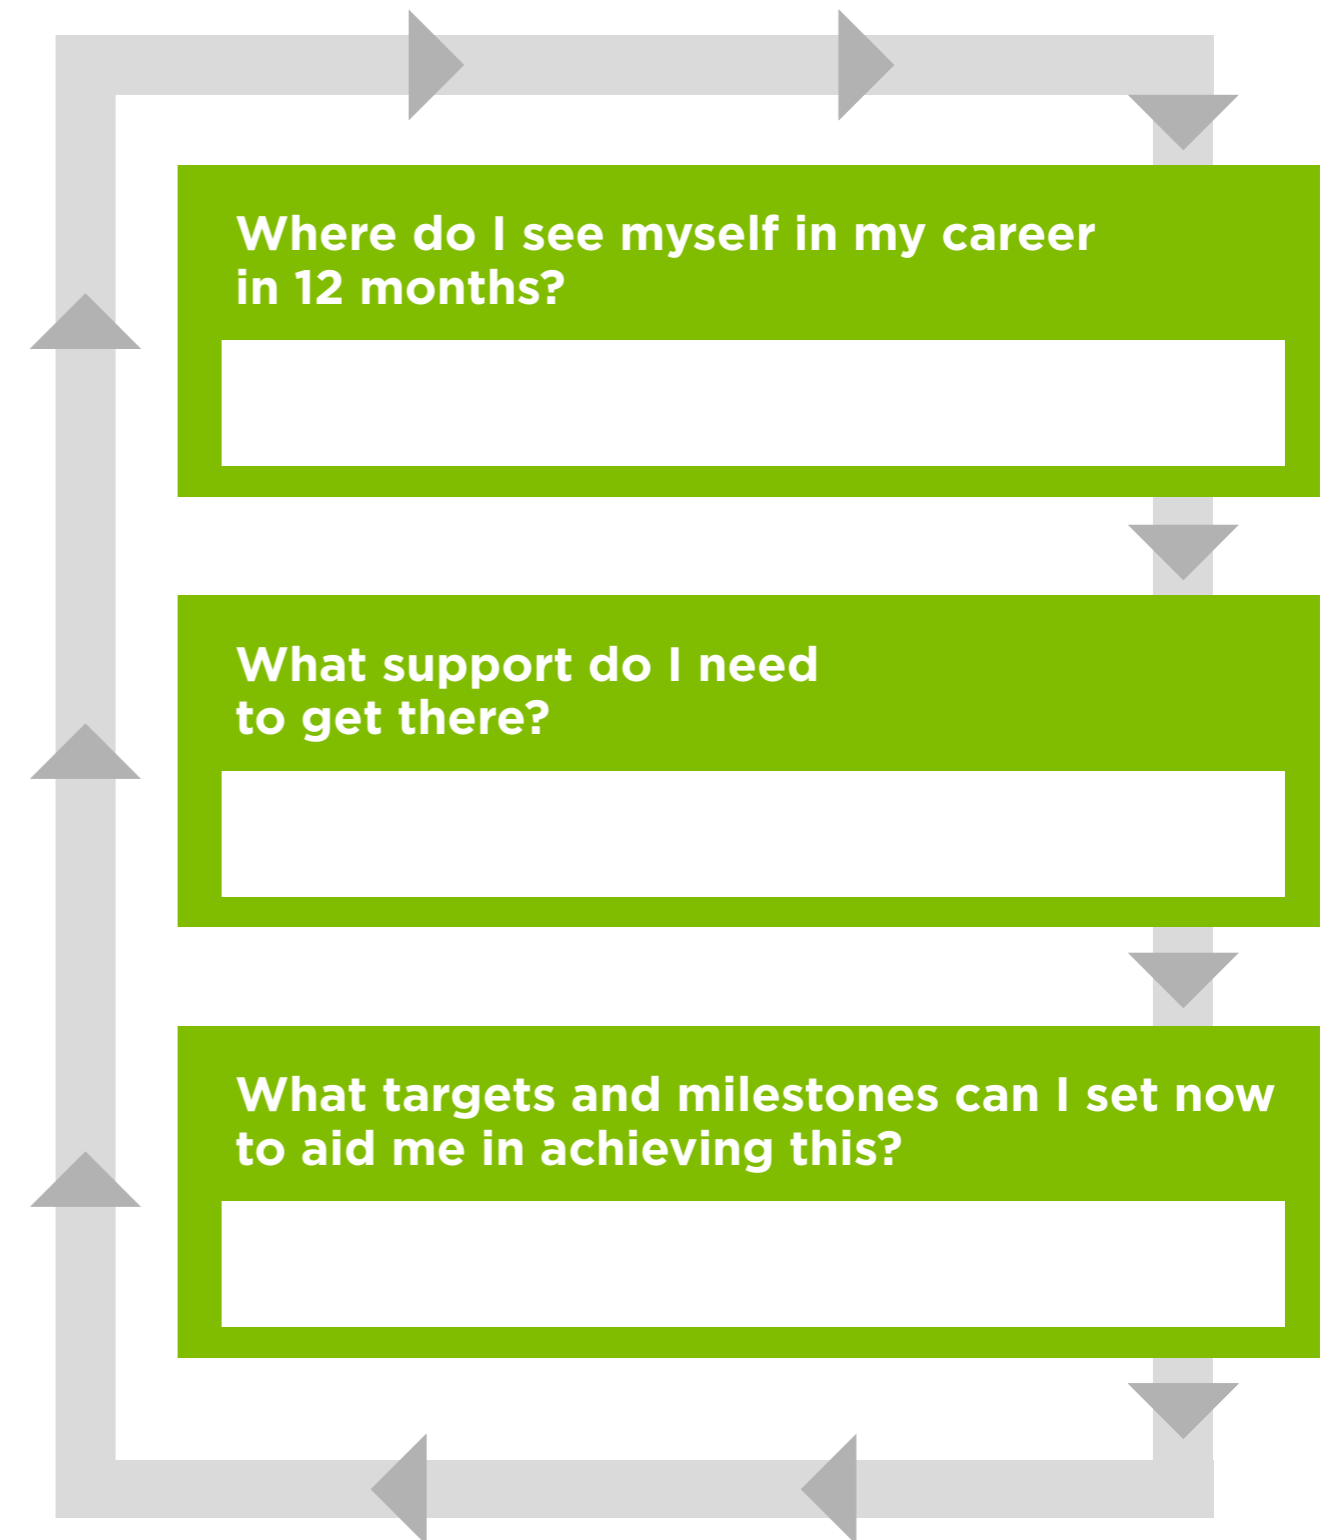 Where do I see myself in my career
in 12 months?
What support do I need
to get there?
What targets and milestones can I set now
to aid me in achieving this?